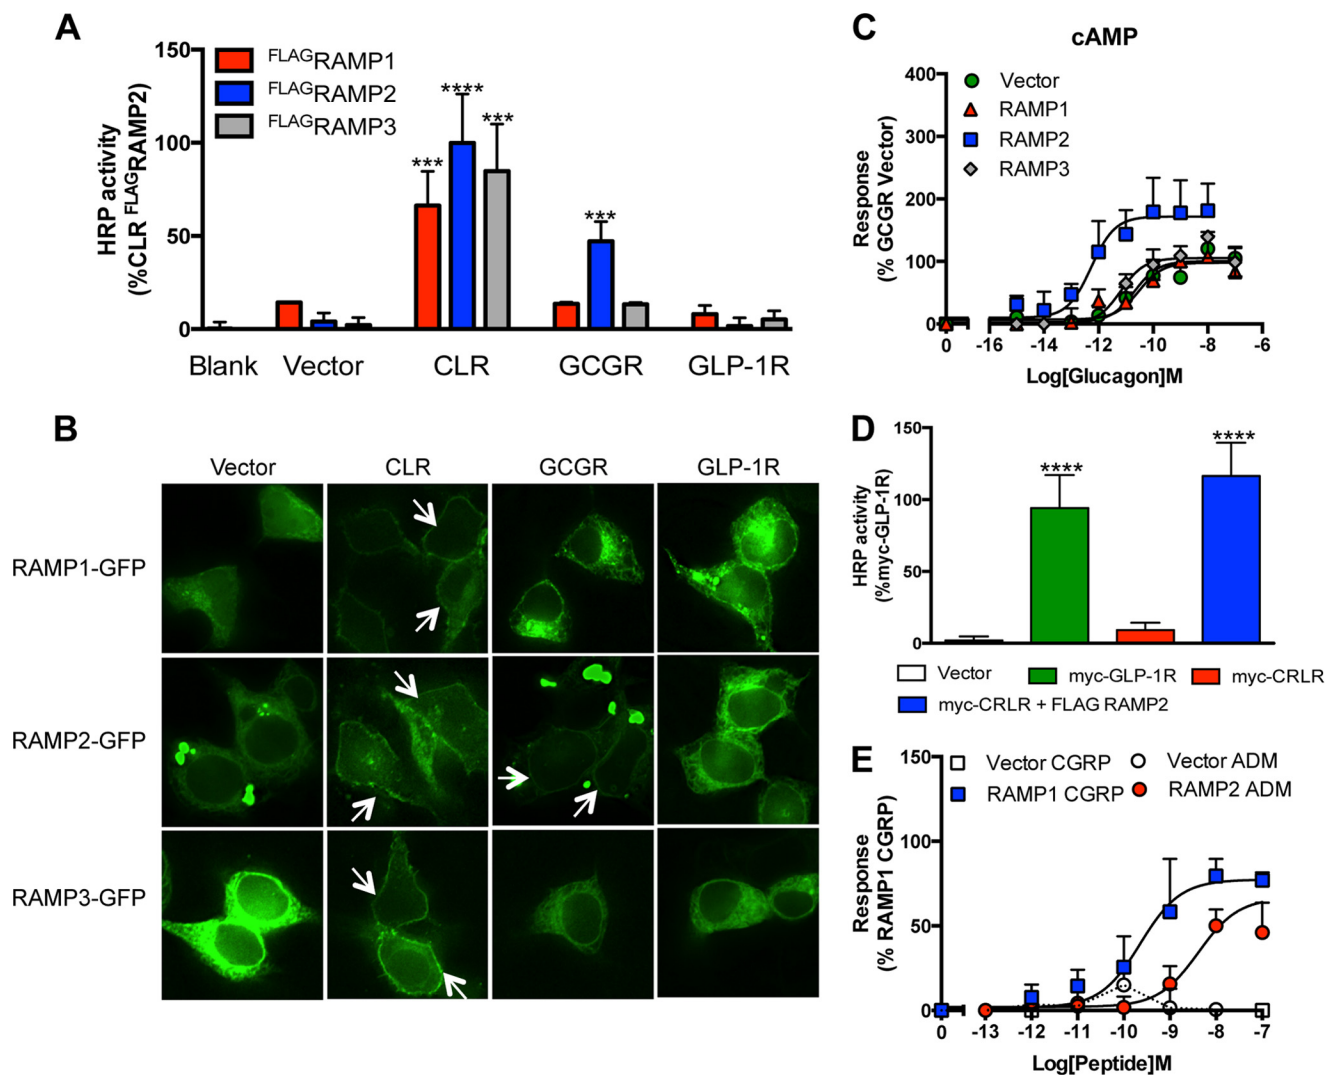 A
HRP activity
(%CLR FLAGRAMP2)
150
100
50
0
FLAGRAMP1
FLAGRAMP2
FLAGRAMP3
***
****
***
***
Blank Vector CLR GCGR GLP-1R
B
Vector CLR GCGR GLP-1R
RAMP1-GFP
RAMP2-GFP
RAMP3-GFP
C
cAMP
Response
(% GCGR Vector)
400
300
200
100
0
Vector
RAMP1
RAMP2
RAMP3
0 -16 -14 -12 -10 -8 -6
Log[Glucagon]M
D
HRP activity
(%myc-GLP-1R)
150
100
50
0
****
****
Vector myc-GLP-1R myc-CRLR
myc-CRLR + FLAG RAMP2
E
Response
(% RAMP1 CGRP)
150
100
50
0
Vector CGRP Vector ADM
RAMP1 CGRP RAMP2 ADM
0 -13 -12 -11 -10 -9 -8 -7
Log[Peptide]M